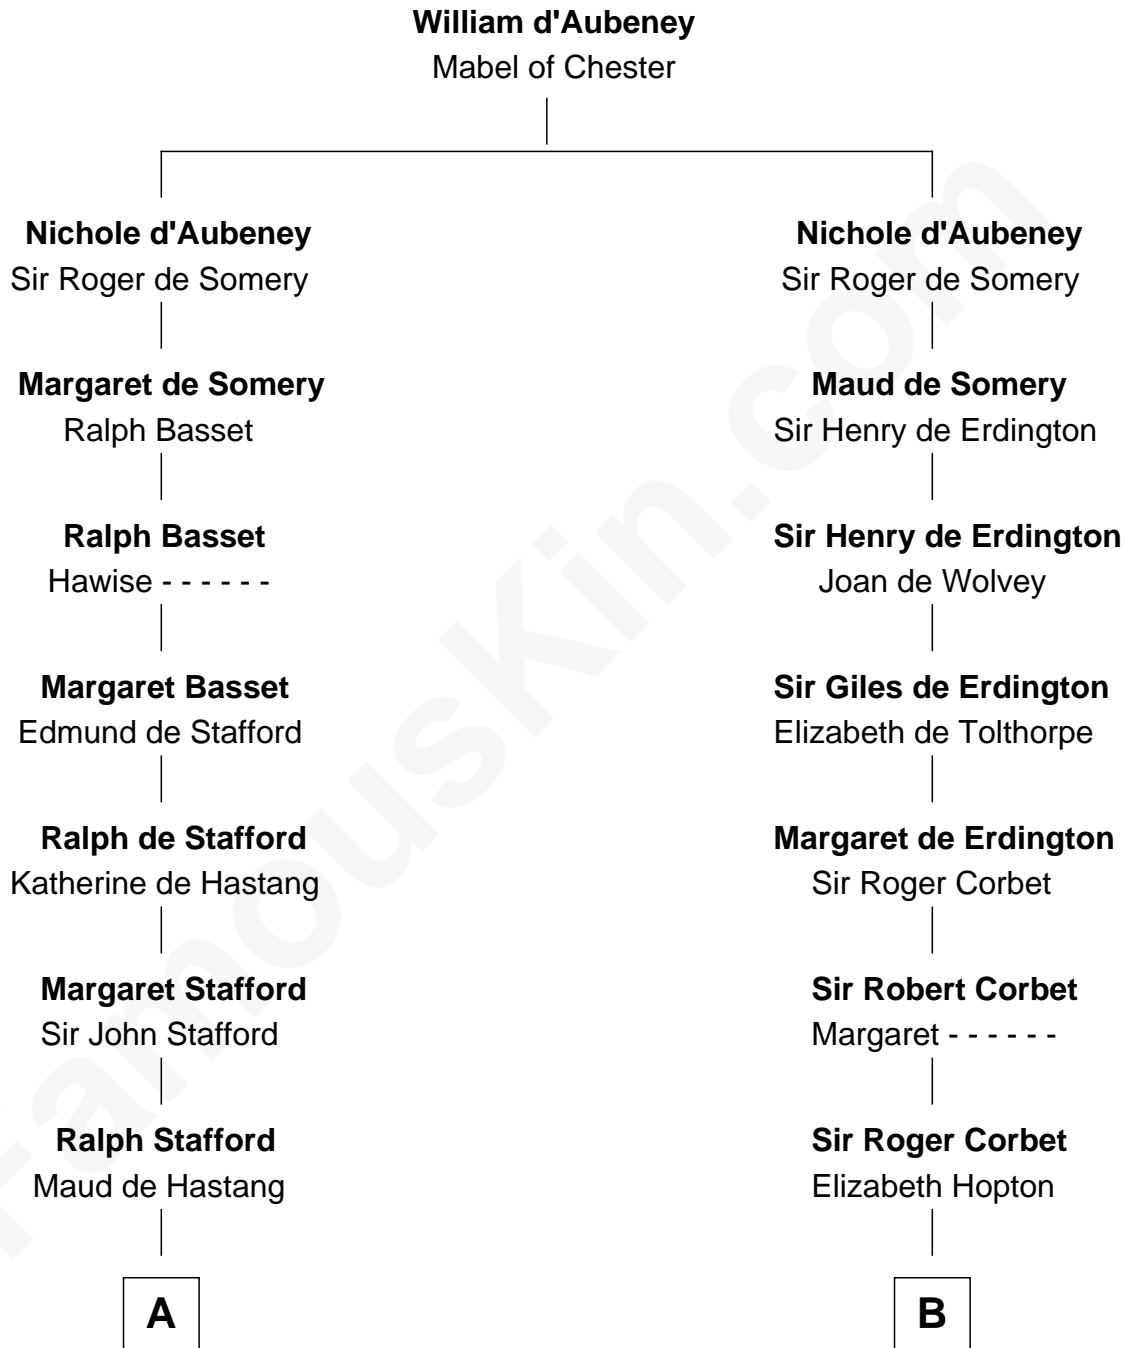 William d'Aubeney
Mabel of Chester
Nichole d'Aubeney
Sir Roger de Somery
Margaret de Somery
Ralph Basset
Ralph Basset
Hawise - - - - - -
Margaret Basset
Edmund de Stafford
Ralph de Stafford
Katherine de Hastang
Margaret Stafford
Sir John Stafford
Ralph Stafford
Maud de Hastang
A
Nichole d'Aubeney
Sir Roger de Somery
Maud de Somery
Sir Henry de Erdington
Sir Henry de Erdington
Joan de Wolvey
Sir Giles de Erdington
Elizabeth de Tolthorpe
Margaret de Erdington
Sir Roger Corbet
Sir Robert Corbet
Margaret - - - - - -
Sir Roger Corbet
Elizabeth Hopton
B
FamousKin.com